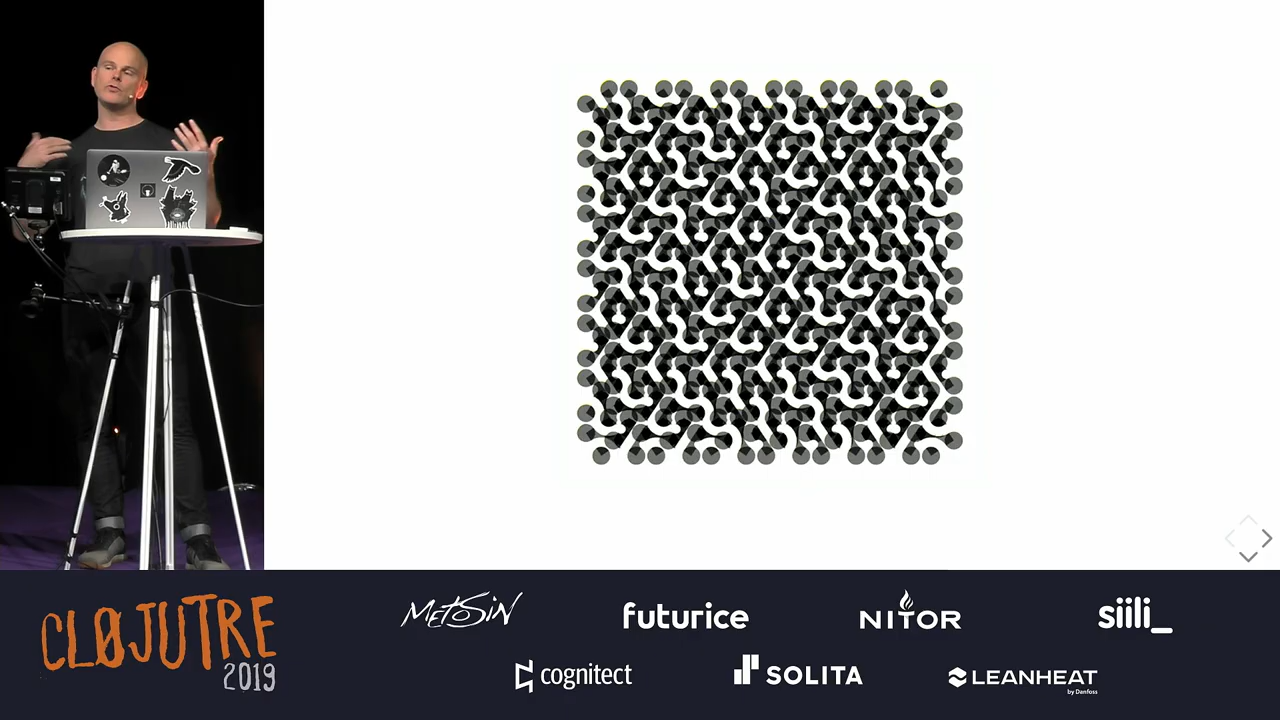 CLØJUTRE
2019
METOSIN
futurice
NITOR
siili_
cognitect
SOLITA
LEANHEAT
by Danfoss